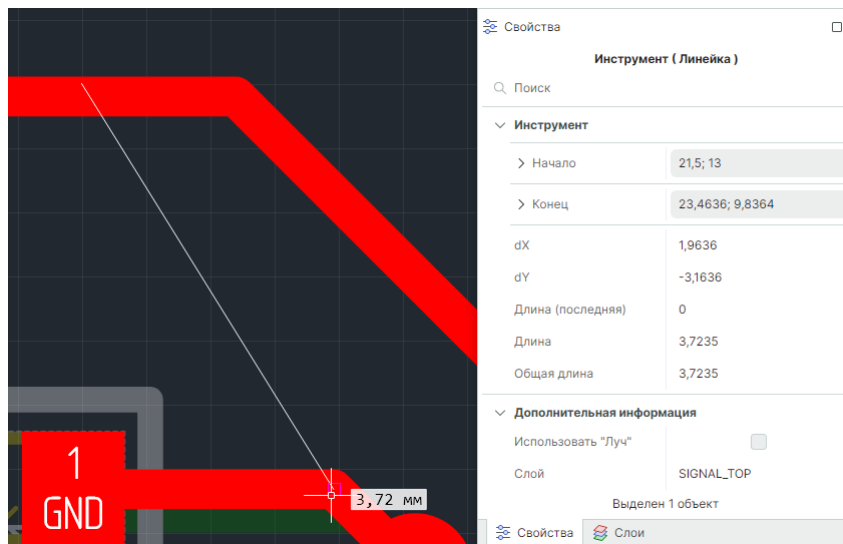 Свойства
Инструмент ( Линейка )
Поиск
Инструмент
Начало 21,5; 13
Конец 23,4636; 9,8364
dX 1,9636
dY -3,1636
Длина (последняя) 0
Длина 3,7235
Общая длина 3,7235
Дополнительная информация
Использовать "Луч"
Слой SIGNAL_TOP
Выделен 1 объект
Свойства Слои
1
GND
3,72 мм